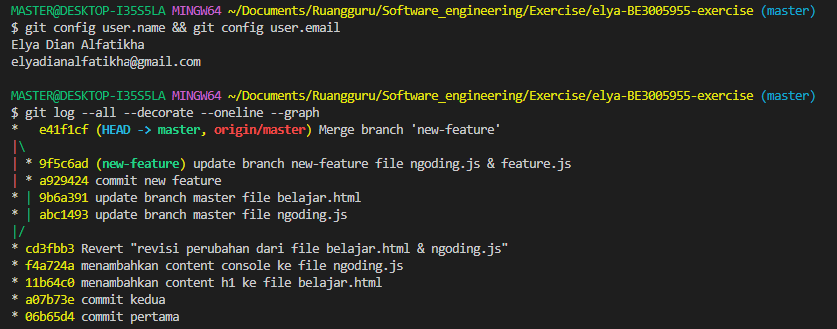 MASTER@DESKTOP-I35S5LA MINGW64 ~/Documents/Ruangguru/Software_engineering/Exercise/elya-BE3005955-exercise (master)
$ git config user.name && git config user.email
Elya Dian Alfatikha
elyadianalfatikha@gmail.com
MASTER@DESKTOP-I35S5LA MINGW64 ~/Documents/Ruangguru/Software_engineering/Exercise/elya-BE3005955-exercise (master)
$ git log --all --decorate --oneline --graph
*   e41f1cf (HEAD -> master, origin/master) Merge branch 'new-feature'
|\
| * 9f5c6ad (new-feature) update branch new-feature file ngoding.js & feature.js
| * a929424 commit new feature
* | 9b6a391 update branch master file belajar.html
* | abc1493 update branch master file ngoding.js
|/
* cd3fbb3 Revert "revisi perubahan dari file belajar.html & ngoding.js"
* f4a724a menambahkan content console ke file ngoding.js
* 11b64c0 menambahkan content h1 ke file belajar.html
* a07b73e commit kedua
* 06b65d4 commit pertama